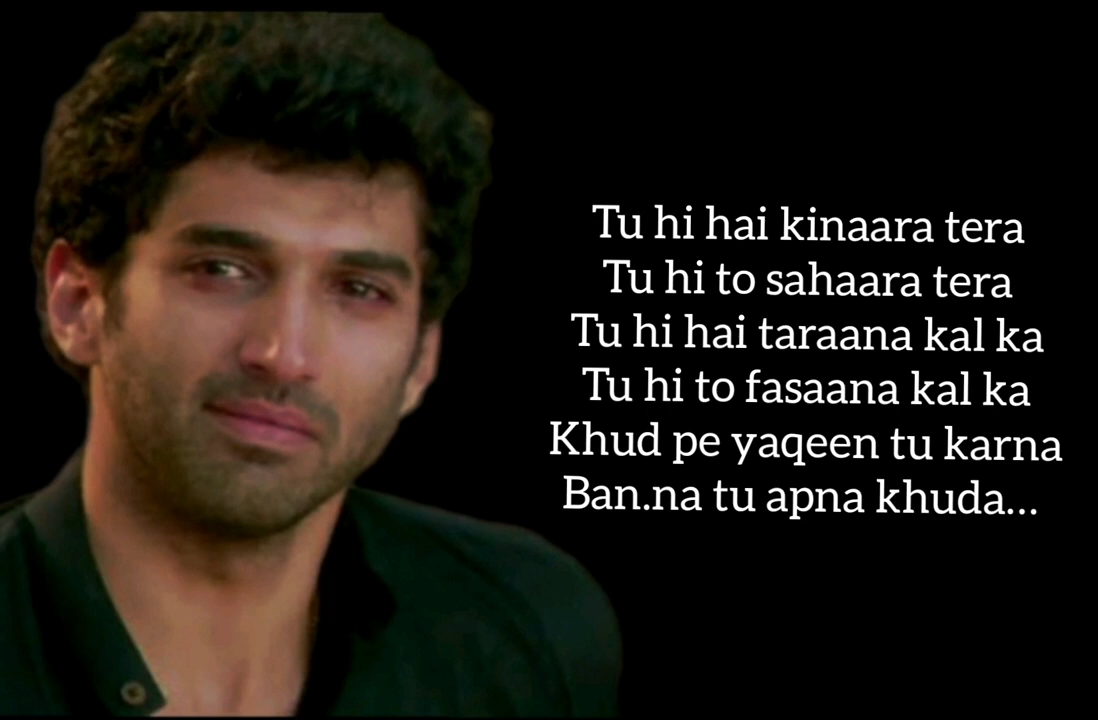 Tu hi hai kinaara tera
Tu hi to sahaara tera
Tu hi hai taraana kal ka
Tu hi to fasaana kal ka
Khud pe yaqeen tu karna
Ban.na tu apna khuda...